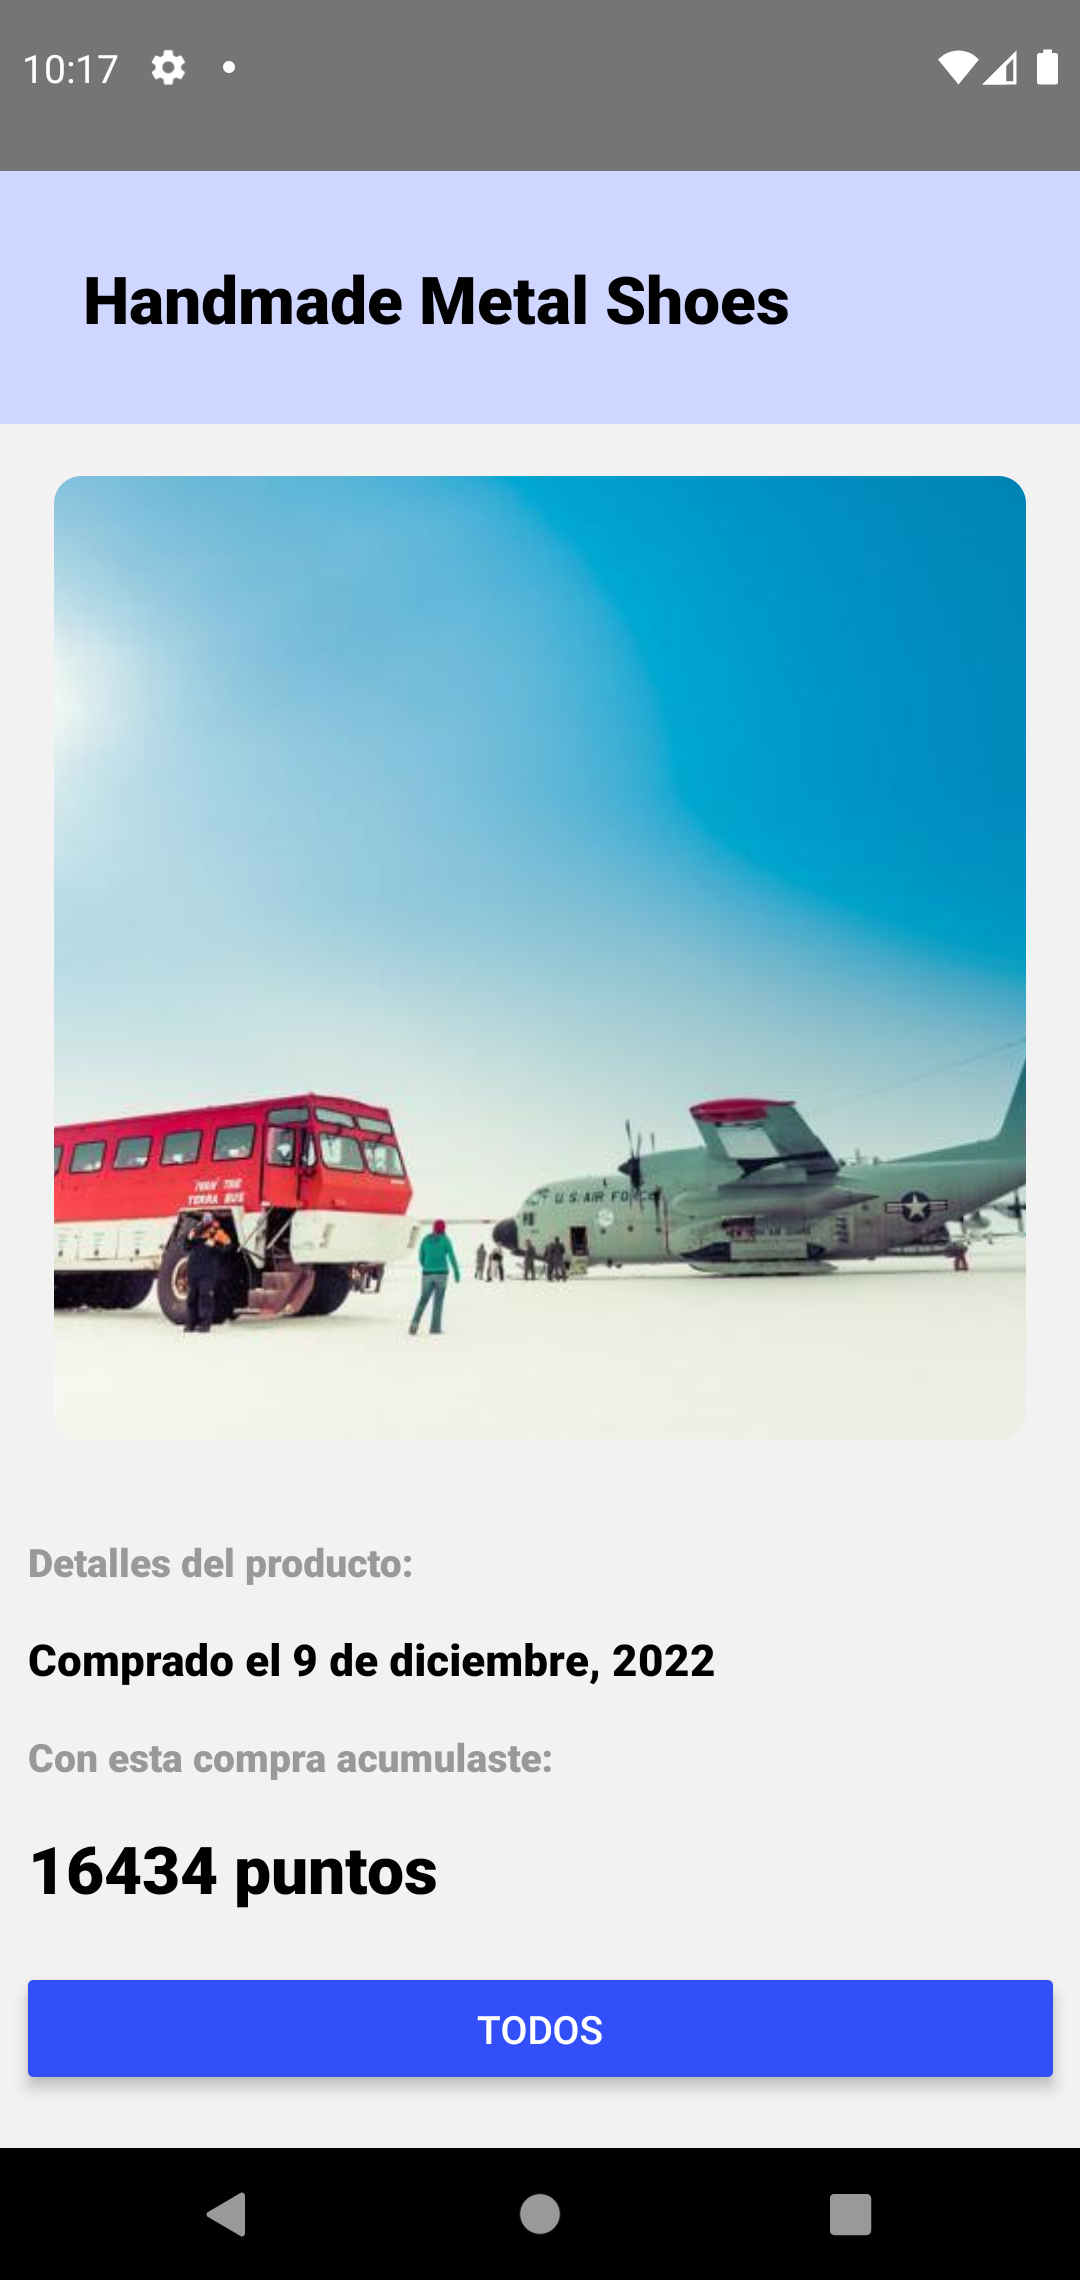 10:17
Handmade Metal Shoes
"IVAN" THE
TERRA BUS
U.S. AIR FORCE
Detalles del producto:
Comprado el 9 de diciembre, 2022
Con esta compra acumulaste:
16434 puntos
TODOS